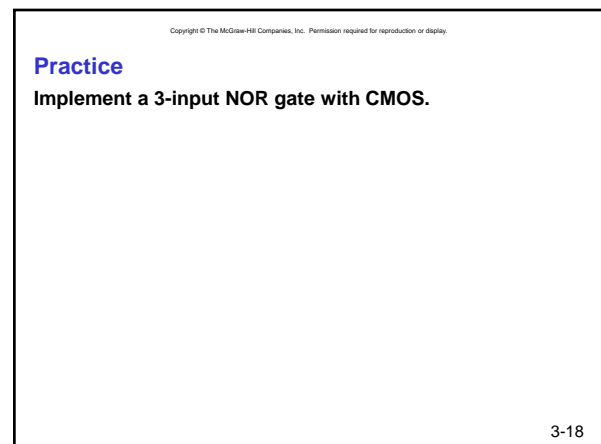 Copyright © The McGraw-Hill Companies, Inc. Permission required for reproduction or display.
Practice
Implement a 3-input NOR gate with CMOS.
3-18